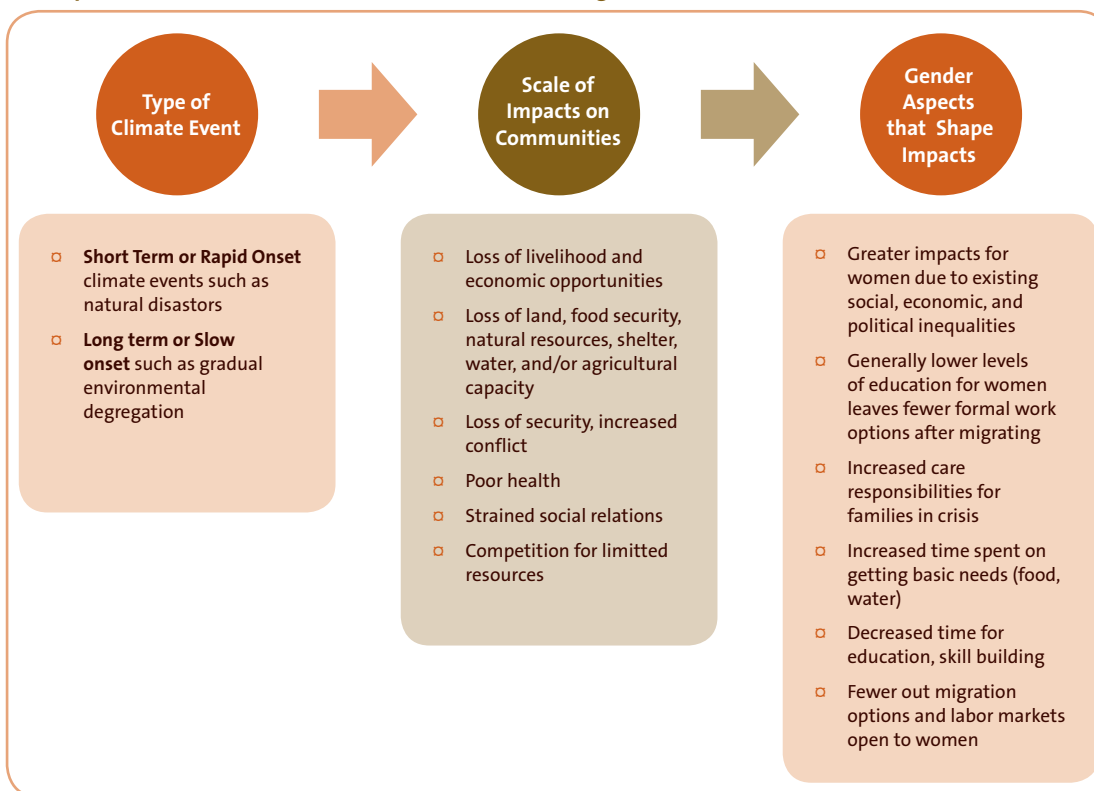 Type of
Climate Event
Scale of
Impacts on
Communities
Gender
Aspects
that Shape
Impacts
¤ Short Term or Rapid Onset
climate events such as
natural disastors
¤ Long term or Slow
onset such as gradual
environmental
degregation
¤ Loss of livelihood and
economic opportunities
¤ Loss of land, food security,
natural resources, shelter,
water, and/or agricultural
capacity
¤ Loss of security, increased
conflict
¤ Poor health
¤ Strained social relations
¤ Competition for limitted
resources
¤ Greater impacts for
women due to existing
social, economic, and
political inequalities
¤ Generally lower levels
of education for women
leaves fewer formal work
options after migrating
¤ Increased care
responsibilities for
families in crisis
¤ Increased time spent on
getting basic needs (food,
water)
¤ Decreased time for
education, skill building
¤ Fewer out migration
options and labor markets
open to women